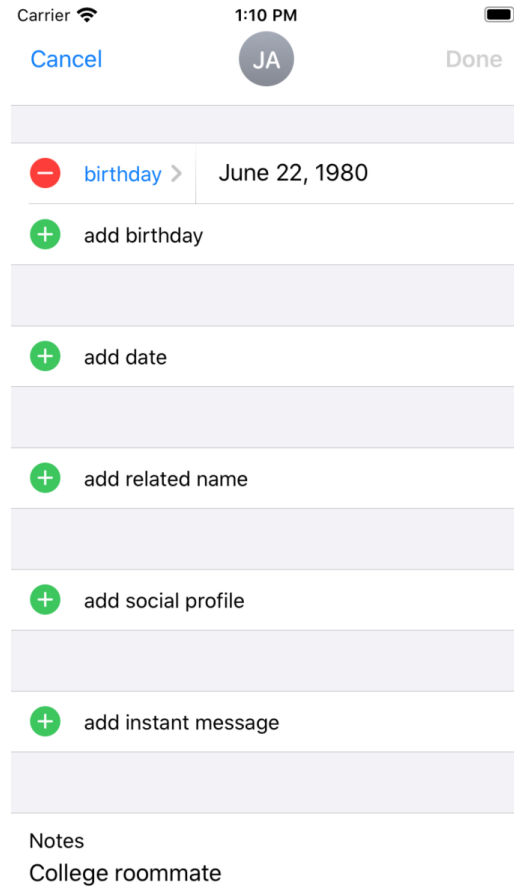 Carrier 1:10 PM
Cancel JA Done
birthday June 22, 1980
add birthday
add date
add related name
add social profile
add instant message
Notes
College roommate